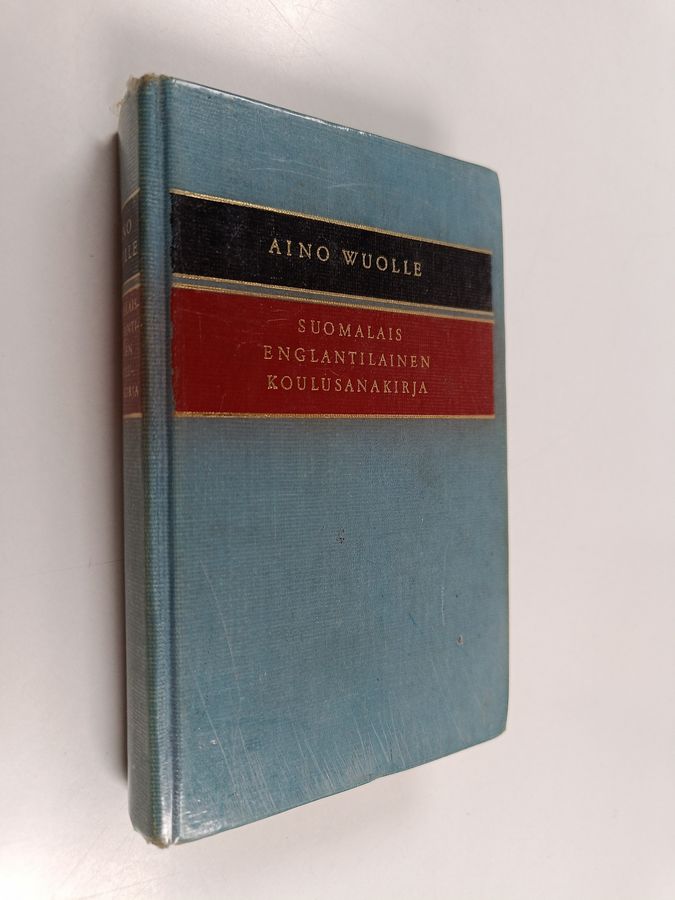 AINO WUOLLE
SUOMALAIS
ENGLANTILAINEN
KOULUSANAKIRJA